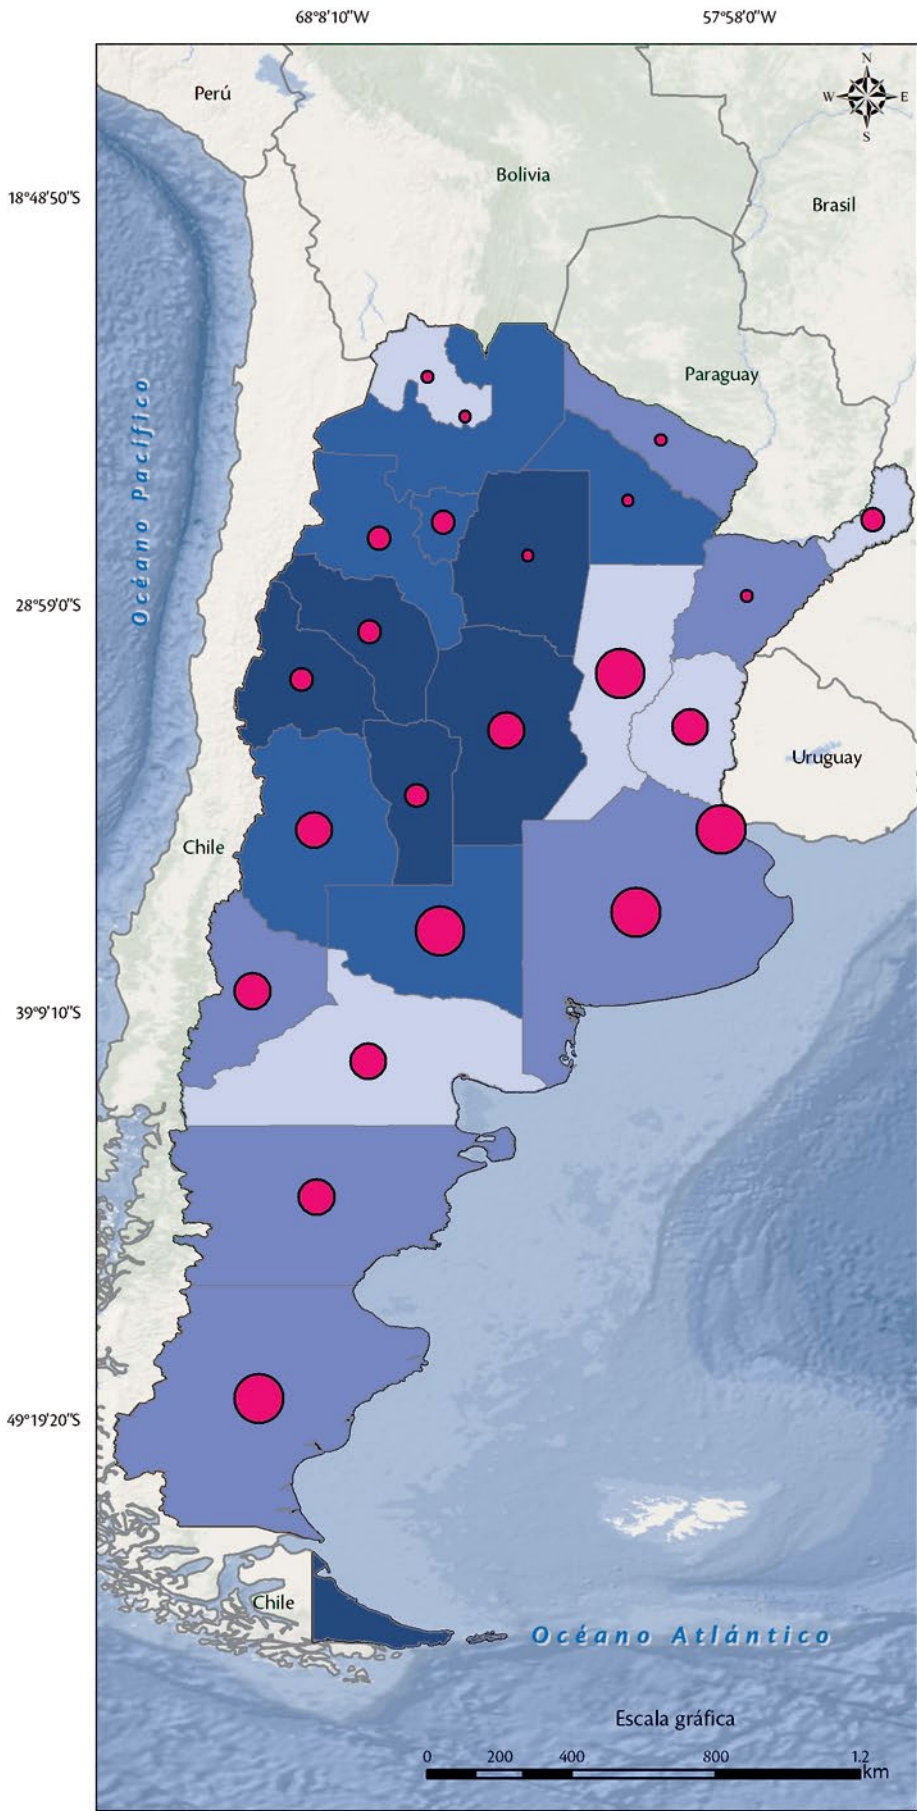 68°8'10"W
57°58'0"W
Perú
N
W
E
S
Bolivia
18°48'50"S
Brasil
Paraguay
Océano Pacífico
28°59'0"S
Uruguay
Chile
39°9'10"S
49°19'20"S
Chile
Océano Atlántico
Escala gráfica
0
200
400
800
1.2
km